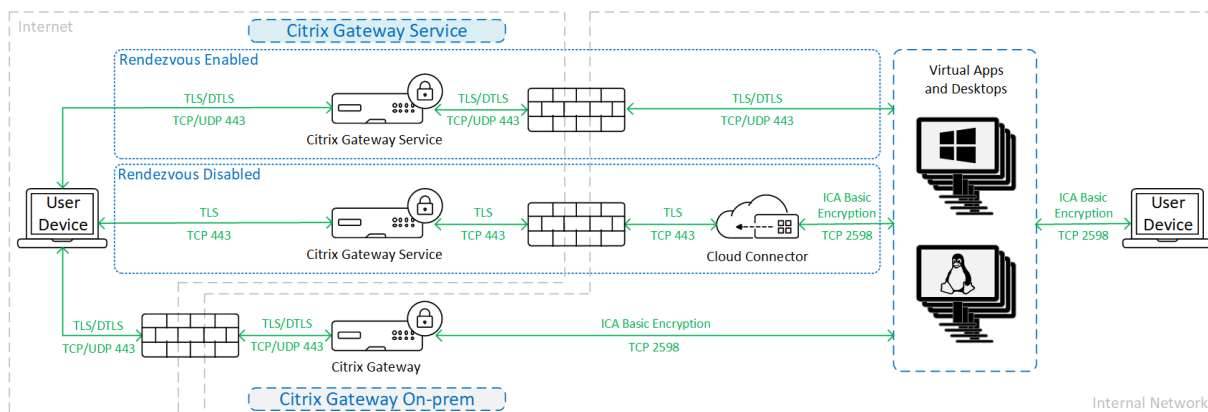 Internet
Citrix Gateway Service
Rendezvous Enabled
TLS/DTLS
TCP/UDP 443
Citrix Gateway Service
TLS/DTLS
TCP/UDP 443
TLS/DTLS
TCP/UDP 443
Virtual Apps
and Desktops
Rendezvous Disabled
User
Device
TLS
TCP 443
Citrix Gateway Service
TLS
TCP 443
TLS
TCP 443
Cloud Connector
ICA Basic
Encryption
TCP 2598
ICA Basic
Encryption
TCP 2598
User
Device
TLS/DTLS
TCP/UDP 443
TLS/DTLS
TCP/UDP 443
Citrix Gateway
ICA Basic Encryption
TCP 2598
Citrix Gateway On-prem
Internal Network